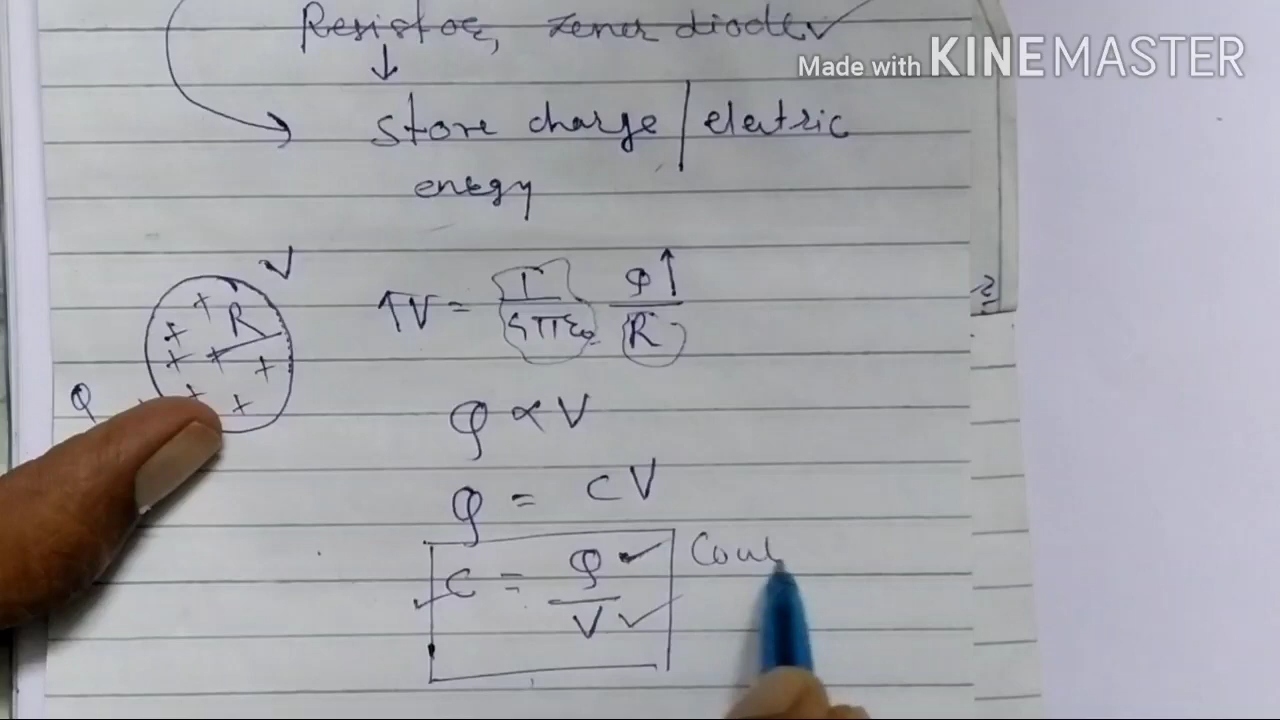 Resistor, Zener diode ✓
Made with KINEMASTER
↓
→ Store charge / electric
energy
V
↑V = 1/4πε₀ Q↑/R
+ + + + + + +
R
Q
Q ∝ V
Q = CV
C = Q/V
Coul